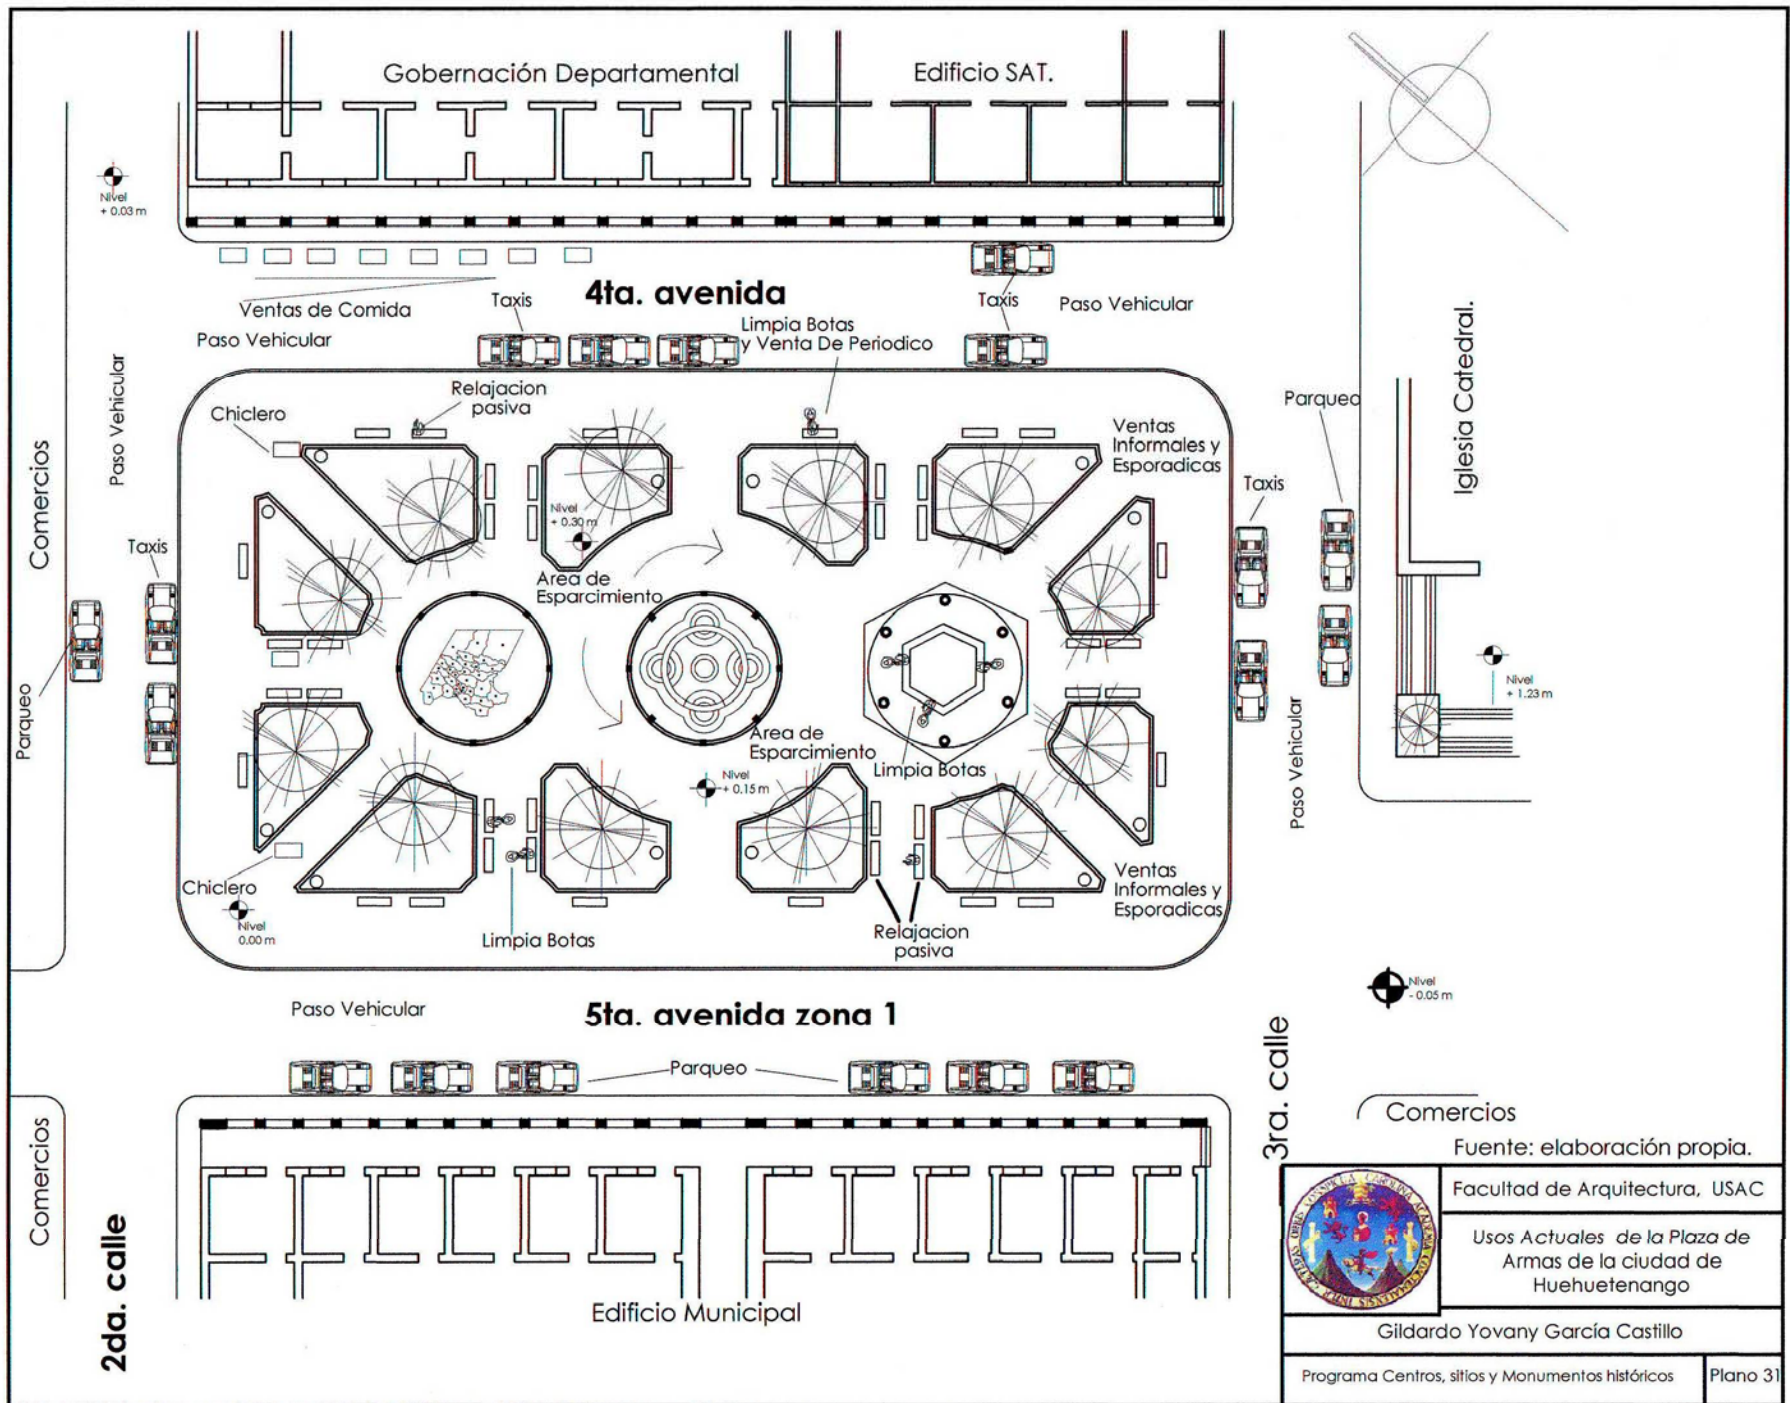 Gobernación Departamental
Edificio SAT.
Nivel
+ 0.03 m
Ventas de Comida
4ta. avenida
Taxis
Taxis
Paso Vehicular
Paso Vehicular
Limpia Botas
y Venta De Periodico
Paso Vehicular
Comercios
Chiclero
Relajacion
pasiva
Ventas
Informales y
Esporadicas
Parqueo
Iglesia Catedral.
Taxis
Taxis
Nivel
+ 0.30 m
Area de
Esparcimiento
Parqueo
Nivel
+ 1.23 m
Area de
Esparcimiento
Limpia Botas
Nivel
+ 0.15 m
Paso Vehicular
Chiclero
Nivel
0.00 m
Limpia Botas
Relajacion
pasiva
Ventas
Informales y
Esporadicas
Nivel
- 0.05 m
Paso Vehicular
5ta. avenida zona 1
Parqueo
3ra. calle
Comercios
Comercios
2da. calle
Edificio Municipal
Fuente: elaboración propia.
Facultad de Arquitectura, USAC
Usos Actuales de la Plaza de
Armas de la ciudad de
Huehuetenango
Gildardo Yovany García Castillo
Programa Centros, sitios y Monumentos históricos
Plano 31